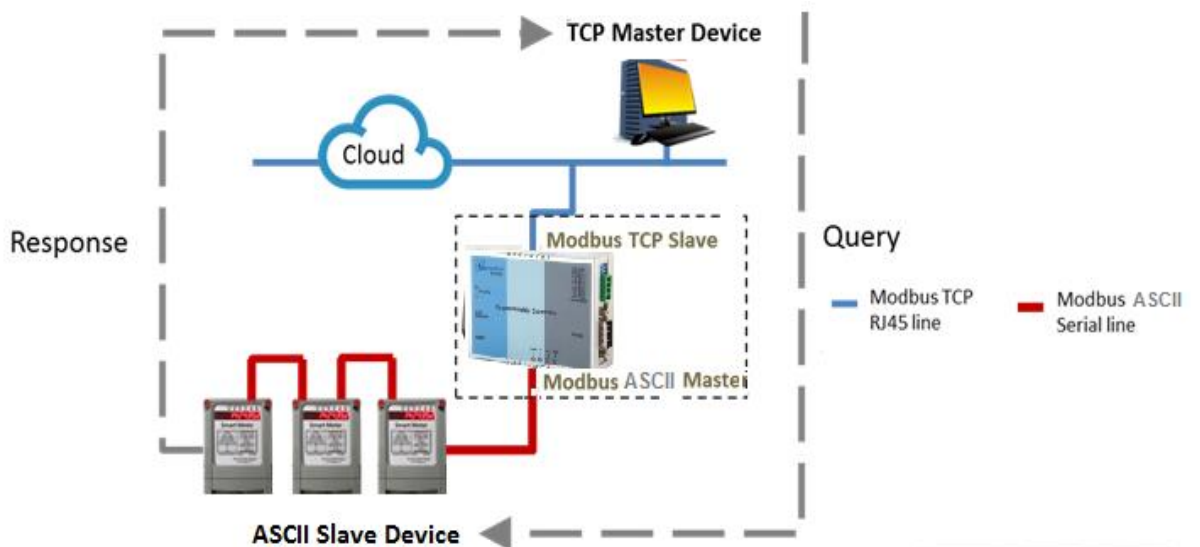 TCP Master Device
Cloud
Response
Modbus TCP Slave
Query
Modbus TCP
RJ45 line
Modbus ASCII
Serial line
Modbus ASCII Master
Smart Meter
Smart Meter
Smart Meter
ASCII Slave Device